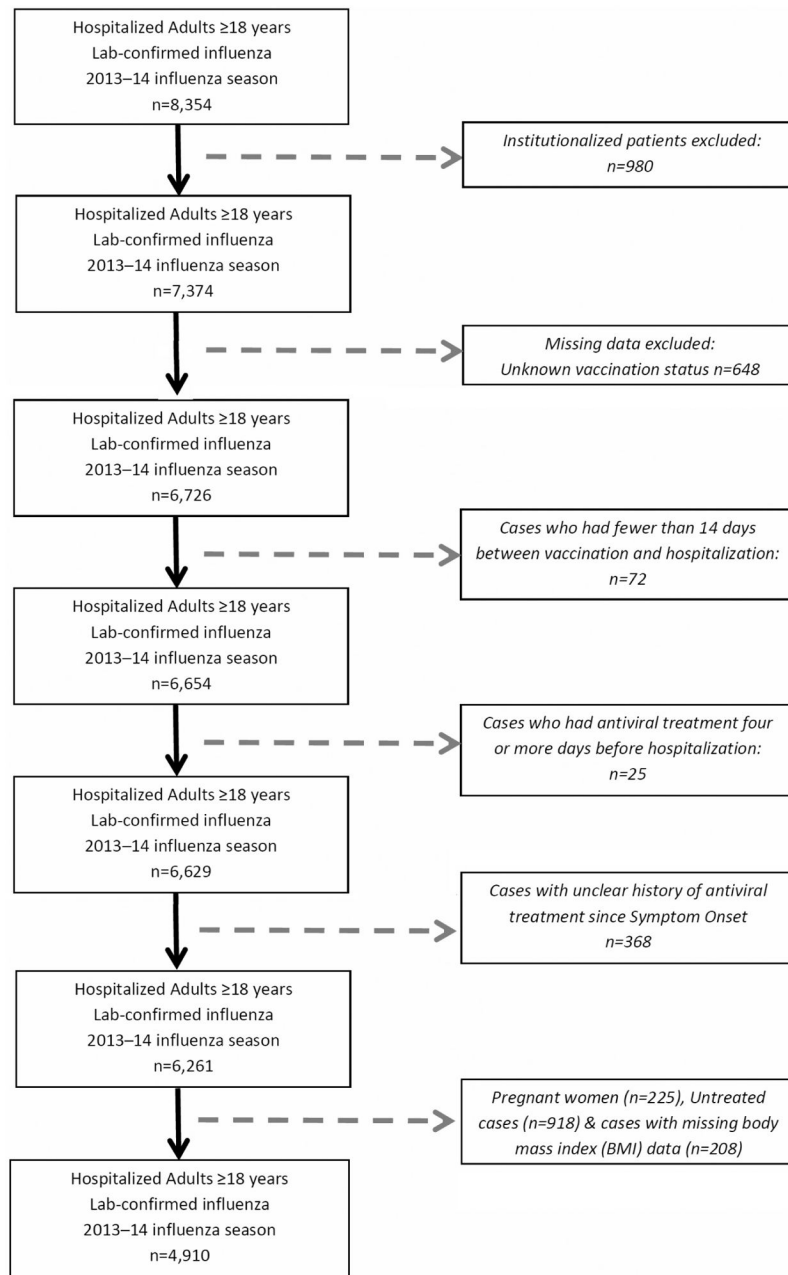 Hospitalized Adults ≥18 years
Lab-confirmed influenza
2013–14 influenza season
n=8,354
Institutionalized patients excluded:
n=980
Hospitalized Adults ≥18 years
Lab-confirmed influenza
2013–14 influenza season
n=7,374
Missing data excluded:
Unknown vaccination status n=648
Hospitalized Adults ≥18 years
Lab-confirmed influenza
2013–14 influenza season
n=6,726
Cases who had fewer than 14 days
between vaccination and hospitalization:
n=72
Hospitalized Adults ≥18 years
Lab-confirmed influenza
2013–14 influenza season
n=6,654
Cases who had antiviral treatment four
or more days before hospitalization:
n=25
Hospitalized Adults ≥18 years
Lab-confirmed influenza
2013–14 influenza season
n=6,629
Cases with unclear history of antiviral
treatment since Symptom Onset
n=368
Hospitalized Adults ≥18 years
Lab-confirmed influenza
2013–14 influenza season
n=6,261
Pregnant women (n=225), Untreated
cases (n=918) & cases with missing body
mass index (BMI) data (n=208)
Hospitalized Adults ≥18 years
Lab-confirmed influenza
2013–14 influenza season
n=4,910